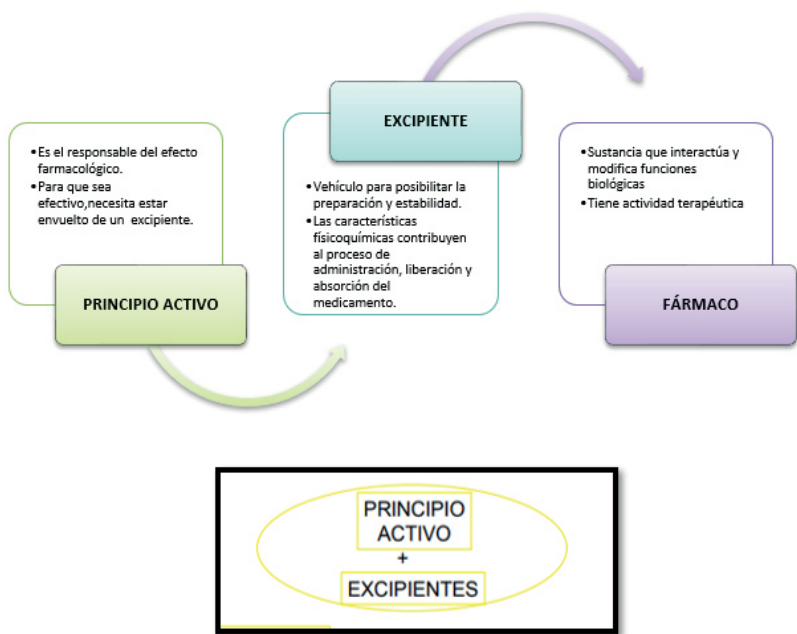 •Es el responsable del efecto
farmacológico.
•Para que sea
efectivo,necesita estar
envuelto de un excipiente.
PRINCIPIO ACTIVO
EXCIPIENTE
•Vehículo para posibilitar la
preparación y estabilidad.
•Las características
físicoquímicas contribuyen
al proceso de
administración, liberación y
absorción del
medicamento.
•Sustancia que interactúa y
modifica funciones
biológicas
•Tiene actividad terapéutica
FÁRMACO
PRINCIPIO
ACTIVO
+
EXCIPIENTES